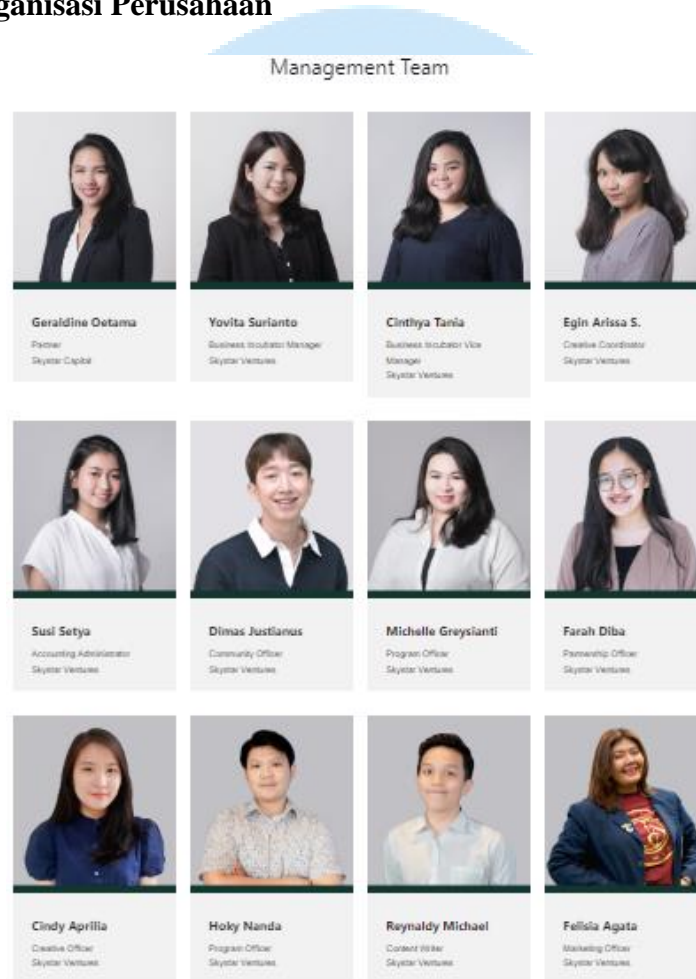 ganisasi Perusahaan
Management Team
Geraldine Oetama
Partner
Skystar Capital
Yovita Surianto
Business Incubator Manager
Skystar Ventures
Cinthya Tania
Business Incubator Vice
Manager
Skystar Ventures
Egin Arissa S.
Creative Coordinator
Skystar Ventures
Susi Setya
Accounting Administrator
Skystar Ventures
Dimas Justianus
Community Officer
Skystar Ventures
Michelle Greysianti
Program Officer
Skystar Ventures
Farah Diba
Partnership Officer
Skystar Ventures
Cindy Aprilia
Creative Officer
Skystar Ventures
Hoky Nanda
Program Officer
Skystar Ventures
Reynaldy Michael
Content Writer
Skystar Ventures
Felisia Agata
Marketing Officer
Skystar Ventures